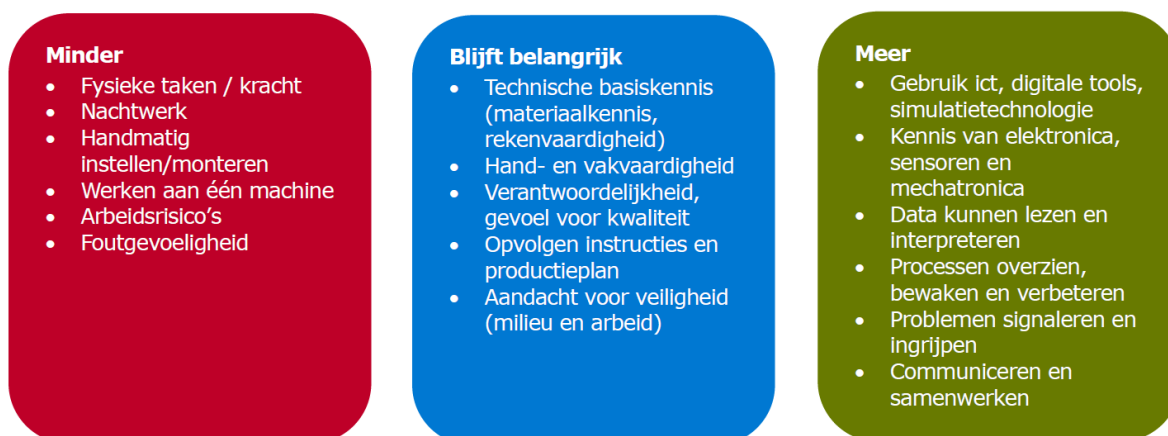 Minder
• Fysieke taken / kracht
• Nachtwerk
• Handmatig
instellen/monteren
• Werken aan één machine
• Arbeidsrisico's
• Foutgevoeligheid
Blijft belangrijk
• Technische basiskennis
(materiaalkennis,
rekenvaardigheid)
• Hand- en vakvaardigheid
• Verantwoordelijkheid,
gevoel voor kwaliteit
• Opvolgen instructies en
productieplan
• Aandacht voor veiligheid
(milieu en arbeid)
Meer
• Gebruik ict, digitale tools,
simulatietechnologie
• Kennis van elektronica,
sensoren en
mechatronica
• Data kunnen lezen en
interpreteren
• Processen overzien,
bewaken en verbeteren
• Problemen signaleren en
ingrijpen
• Communiceren en
samenwerken